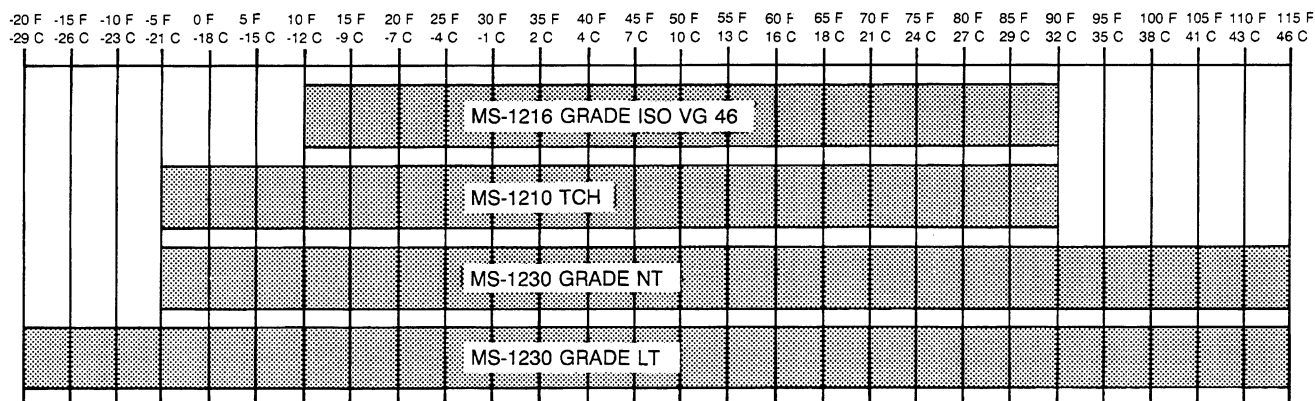 -20 F -15 F -10 F -5 F 0 F 5 F 10 F 15 F 20 F 25 F 30 F 35 F 40 F 45 F 50 F 55 F 60 F 65 F 70 F 75 F 80 F 85 F 90 F 95 F 100 F 105 F 110 F 115 F
-29 C -26 C -23 C -21 C -18 C -15 C -12 C -9 C -7 C -4 C -1 C 2 C 4 C 7 C 10 C 13 C 16 C 18 C 21 C 24 C 27 C 29 C 32 C 35 C 38 C 41 C 43 C 46 C
MS-1216 GRADE ISO VG 46
MS-1210 TCH
MS-1230 GRADE NT
MS-1230 GRADE LT